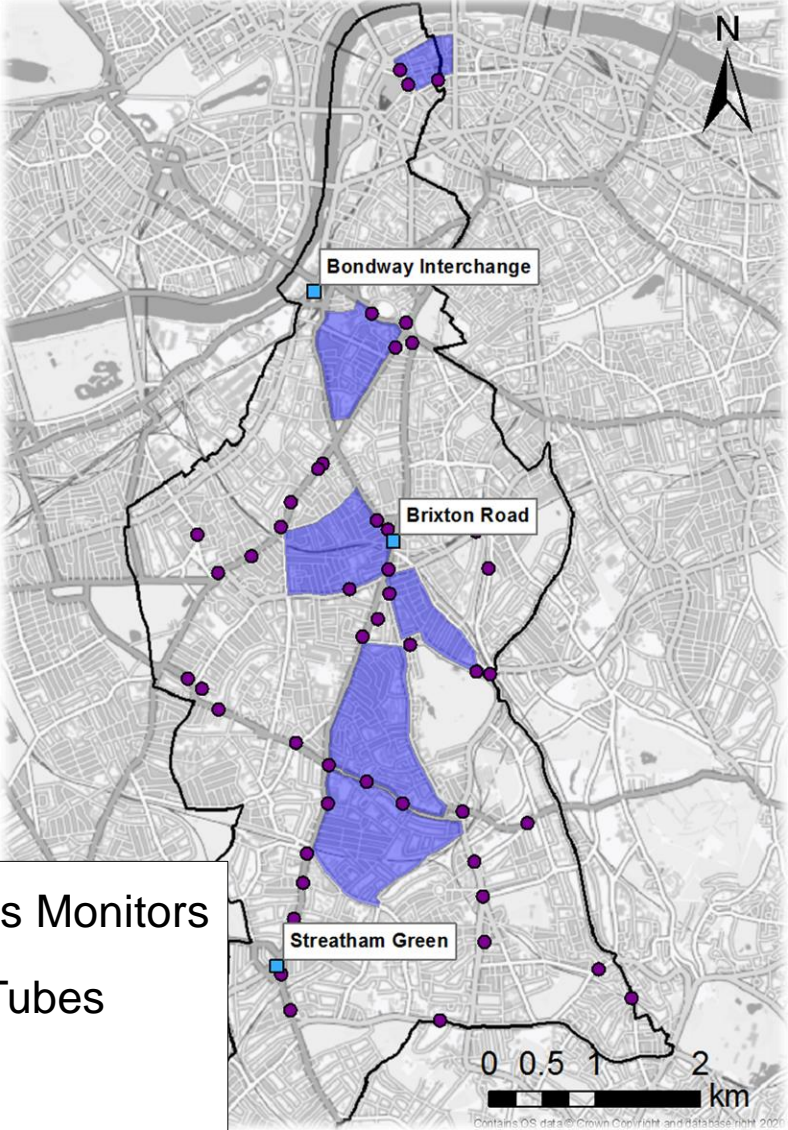 N
Bondway Interchange
Brixton Road
s Monitors
Streatham Green
Tubes
0 0.5 1 2
km
Contains OS data © Crown Copyright and database right 2020